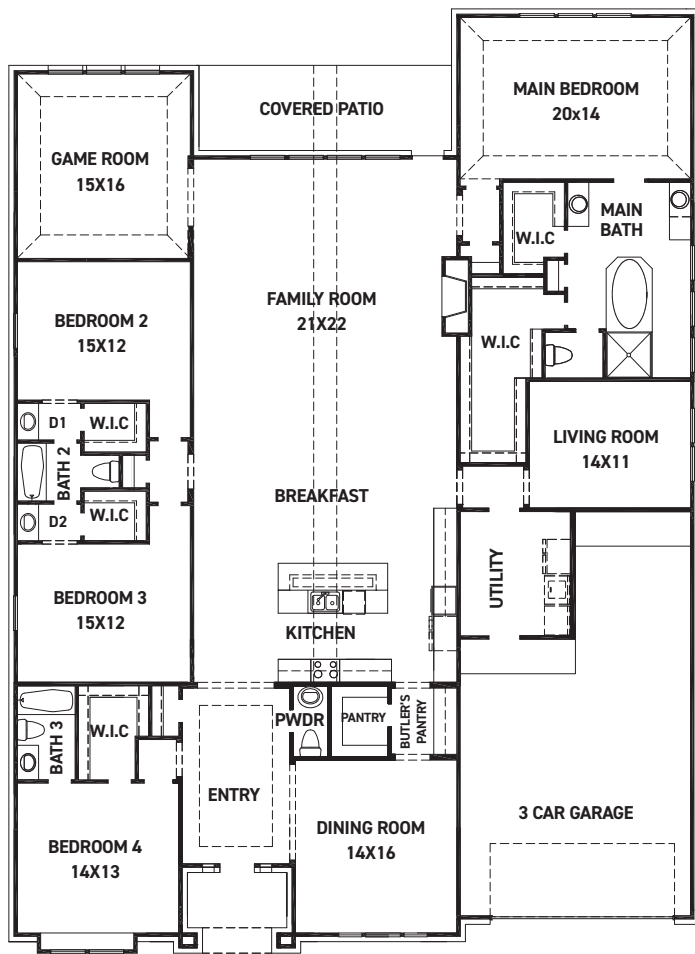 MAIN BEDROOM
20x14
COVERED PATIO
GAME ROOM
15X16
MAIN
BATH
W.I.C
FAMILY ROOM
21X22
BEDROOM 2
15X12
W.I.C
D1
W.I.C
LIVING ROOM
14X11
BATH 2
BREAKFAST
D2
W.I.C
UTILITY
BEDROOM 3
15X12
KITCHEN
PWDR
PANTRY
BUTLER'S
PANTRY
BATH 3
W.I.C
ENTRY
3 CAR GARAGE
DINING ROOM
14X16
BEDROOM 4
14X13